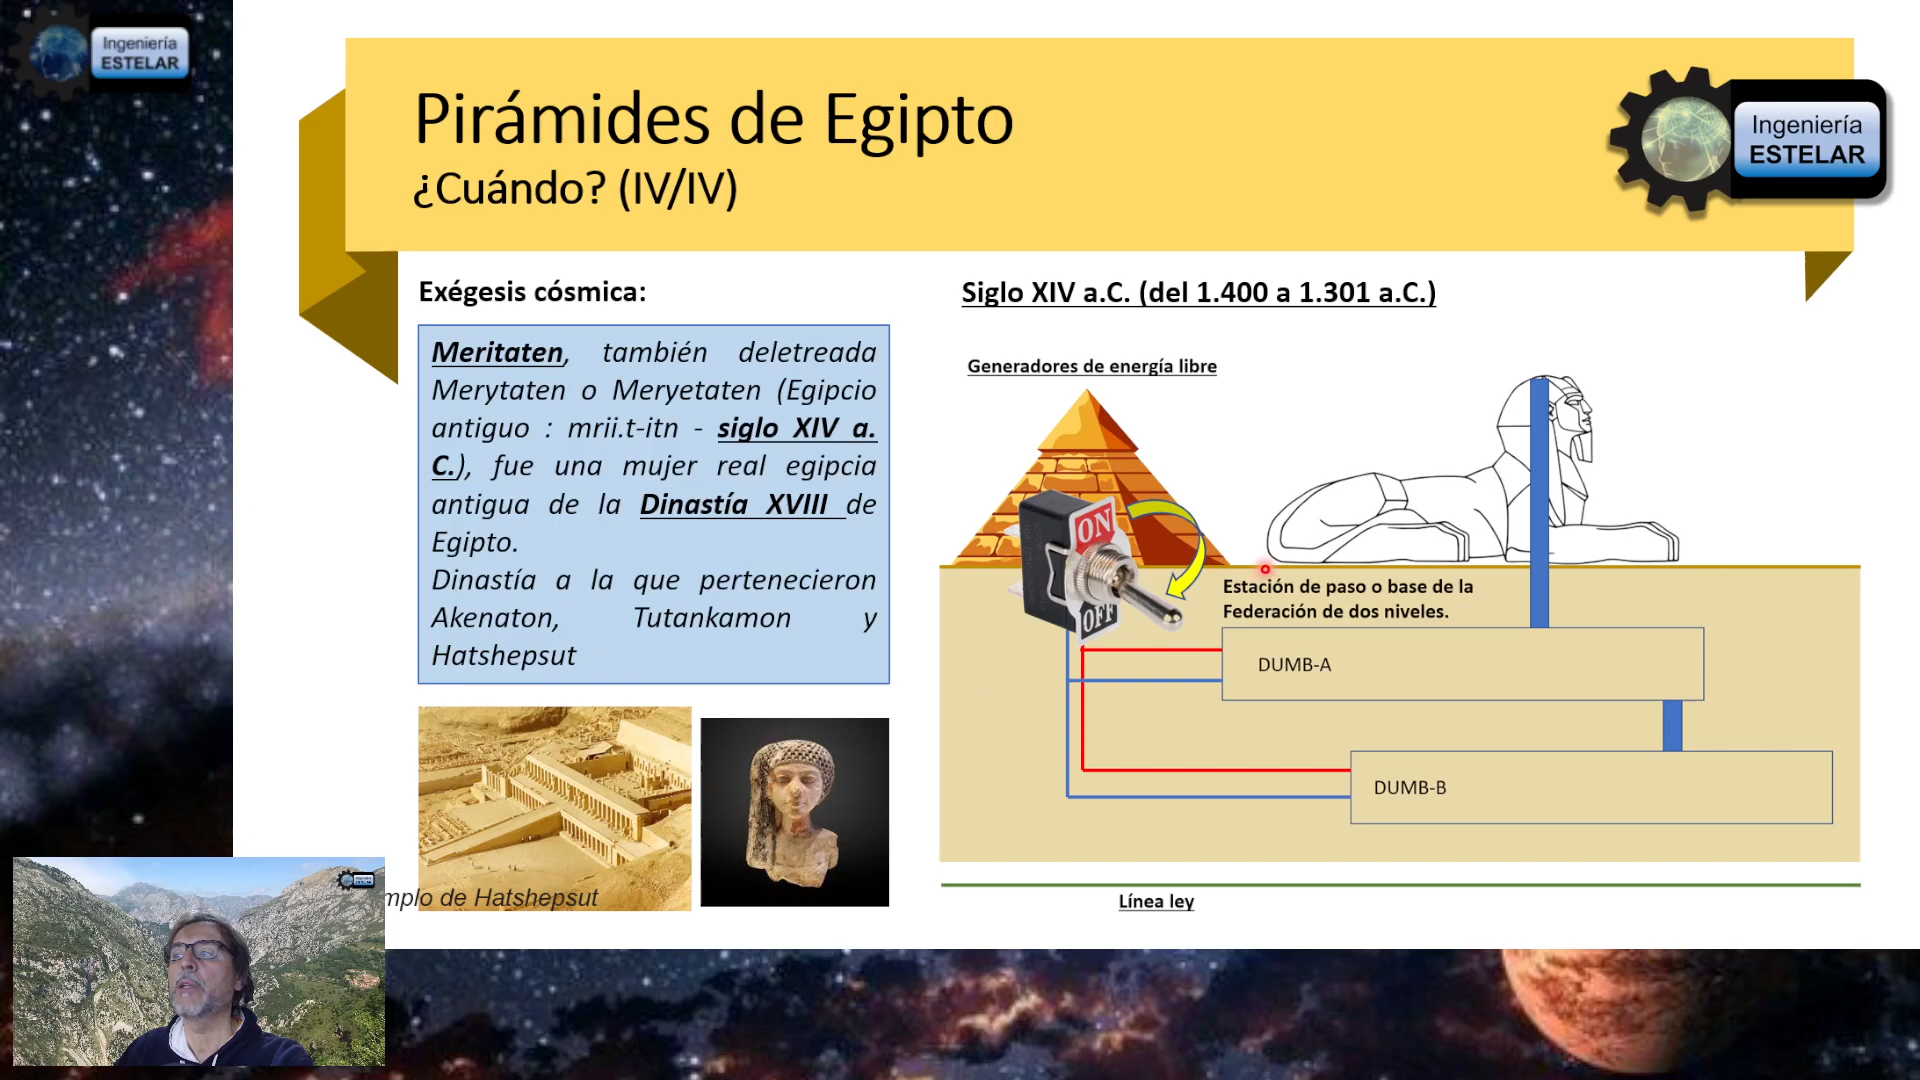 Ingeniería
ESTELAR
Pirámides de Egipto
¿Cuándo? (IV/IV)
Ingeniería
ESTELAR
Exégesis cósmica:
Meritaten, también deletreada
Merytaten o Meryetaten (Egipcio
antiguo : mrii.t-itn - siglo XIV a.
C.), fue una mujer real egipcia
antigua de la Dinastía XVIII de
Egipto.
Dinastía a la que pertenecieron
Akenaton, Tutankamon y
Hatshepsut
mplo de Hatshepsut
Siglo XIV a.C. (del 1.400 a 1.301 a.C.)
Generadores de energía libre
ON
OFF
Estación de paso o base de la
Federación de dos niveles.
DUMB-A
DUMB-B
Línea ley